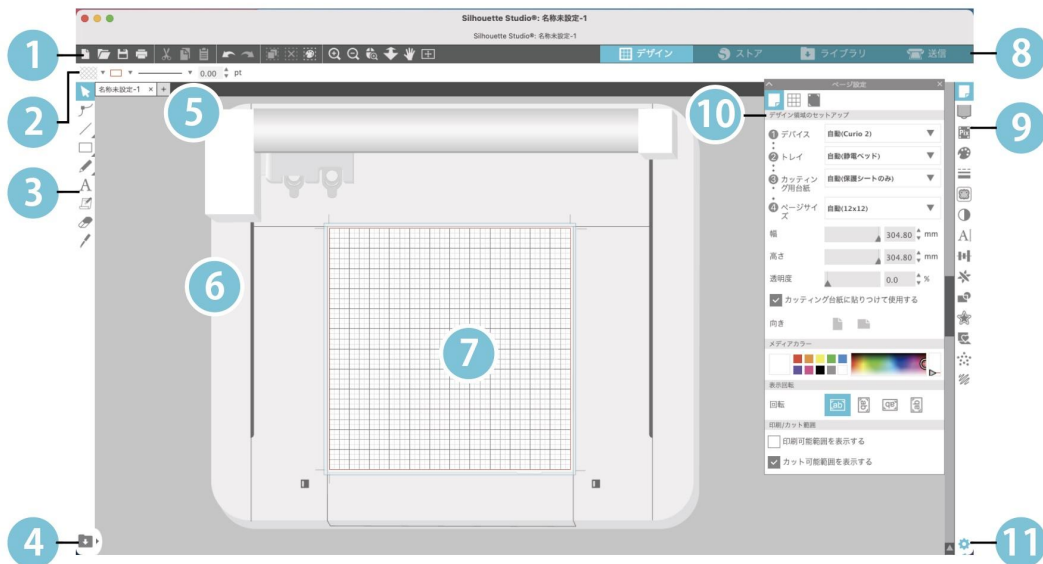 Silhouette Studio®: 名称未設定-1
Silhouette Studio®: 名称未設定-1
1
デザイン
ストア
ライブラリ
送信
8
2
0.00 pt
名称未設定-1 × +
5
10
ページ設定
9
デザイン領域のセットアップ
1 デバイス 自動(Curio 2)
2 トレイ 自動(静電ベッド)
3 カッティング用台紙 自動(保護シートのみ)
4 ページサイズ 自動(12x12)
幅 304.80 mm
高さ 304.80 mm
透明度 0.0 %
カッティング台紙に貼りつけて使用する
向き
メディアカラー
表示回転
回転
印刷/カット範囲
印刷可能範囲を表示する
カット可能範囲を表示する
3
6
7
4
11